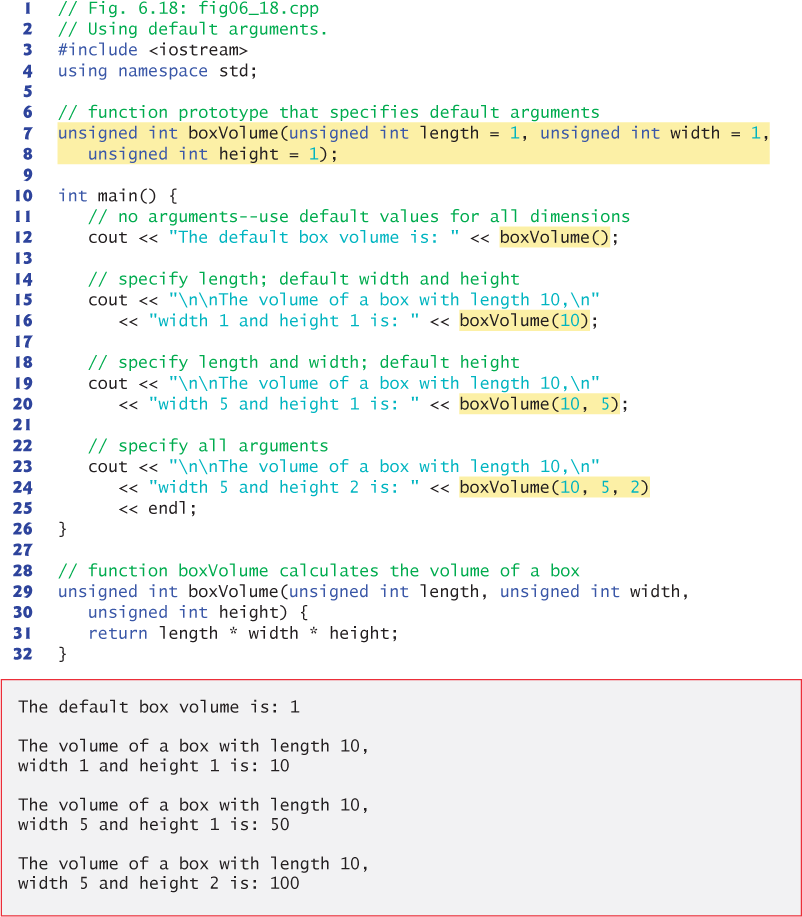 1 // Fig. 6.18: fig06_18.cpp
2 // Using default arguments.
3 #include <iostream>
4 using namespace std;
5
6 // function prototype that specifies default arguments
7 unsigned int boxVolume(unsigned int length = 1, unsigned int width = 1,
8    unsigned int height = 1);
9
10 int main() {
11    // no arguments--use default values for all dimensions
12    cout << "The default box volume is: " << boxVolume();
13
14    // specify length; default width and height
15    cout << "\n\nThe volume of a box with length 10,\n"
16       << "width 1 and height 1 is: " << boxVolume(10);
17
18    // specify length and width; default height
19    cout << "\n\nThe volume of a box with length 10,\n"
20       << "width 5 and height 1 is: " << boxVolume(10, 5);
21
22    // specify all arguments
23    cout << "\n\nThe volume of a box with length 10,\n"
24       << "width 5 and height 2 is: " << boxVolume(10, 5, 2)
25       << endl;
26 }
27
28 // function boxVolume calculates the volume of a box
29 unsigned int boxVolume(unsigned int length, unsigned int width,
30    unsigned int height) {
31    return length * width * height;
32 }
The default box volume is: 1
The volume of a box with length 10,
width 1 and height 1 is: 10
The volume of a box with length 10,
width 5 and height 1 is: 50
The volume of a box with length 10,
width 5 and height 2 is: 100